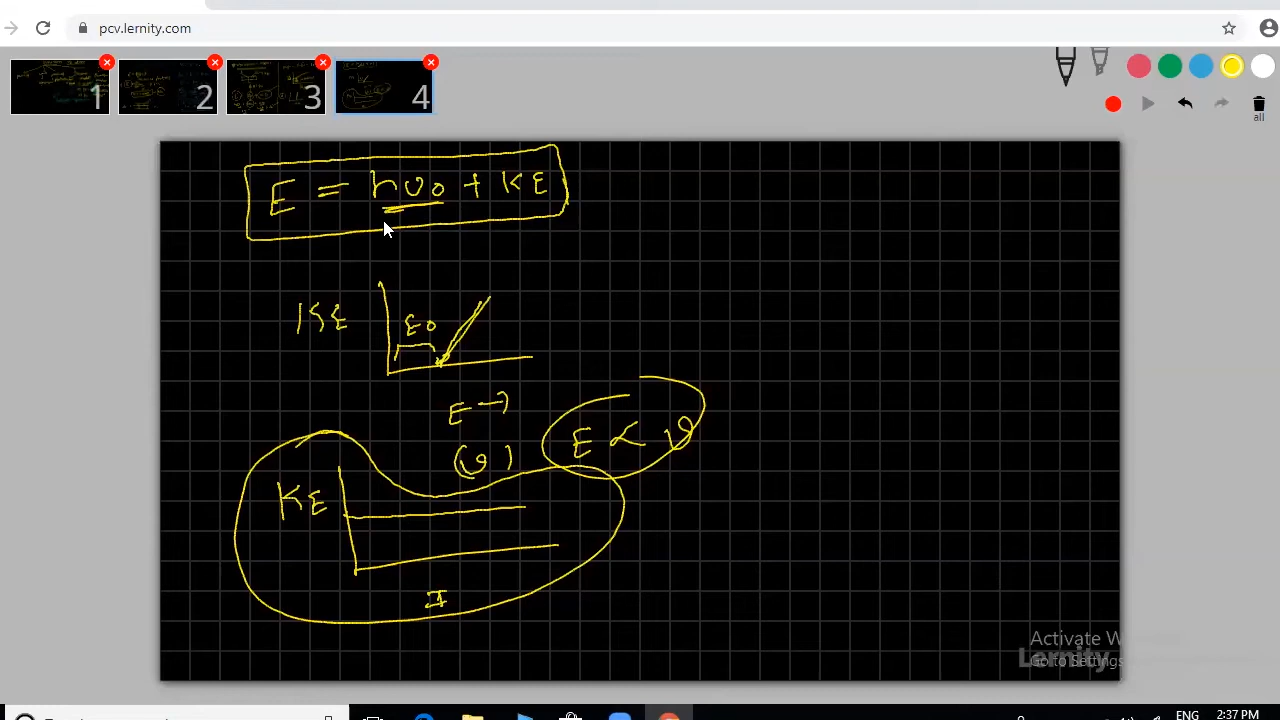 pcv.lernity.com
1 2 3 4
all
E = hν₀ + KE
KE
E₀
E →
(ν)
E ∝ ν
KE
I
Activate W
Lernity
Go to Settings
ENG
2:37 PM